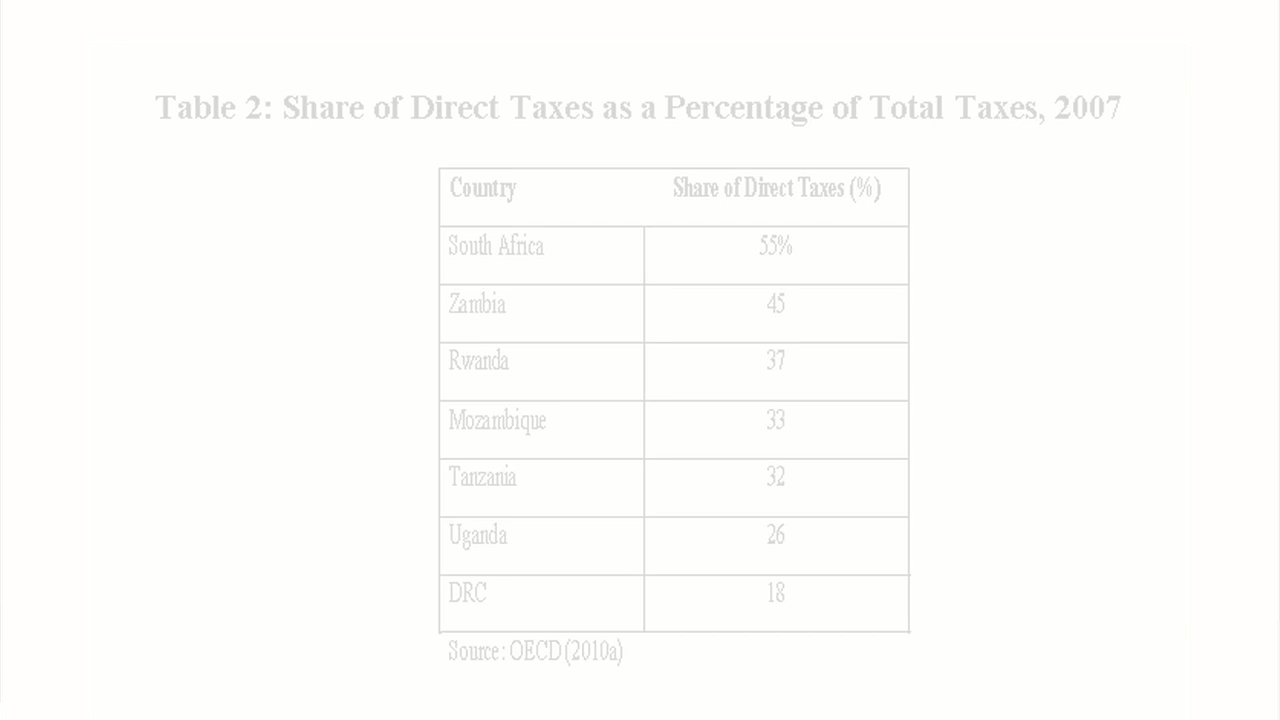 Table 2: Share of Direct Taxes as a Percentage of Total Taxes, 2007
Country Share of Direct Taxes (%)
South Africa 55%
Zambia 45
Rwanda 37
Mozambique 33
Tanzania 32
Uganda 26
DRC 18
Source: OECD (2010a)